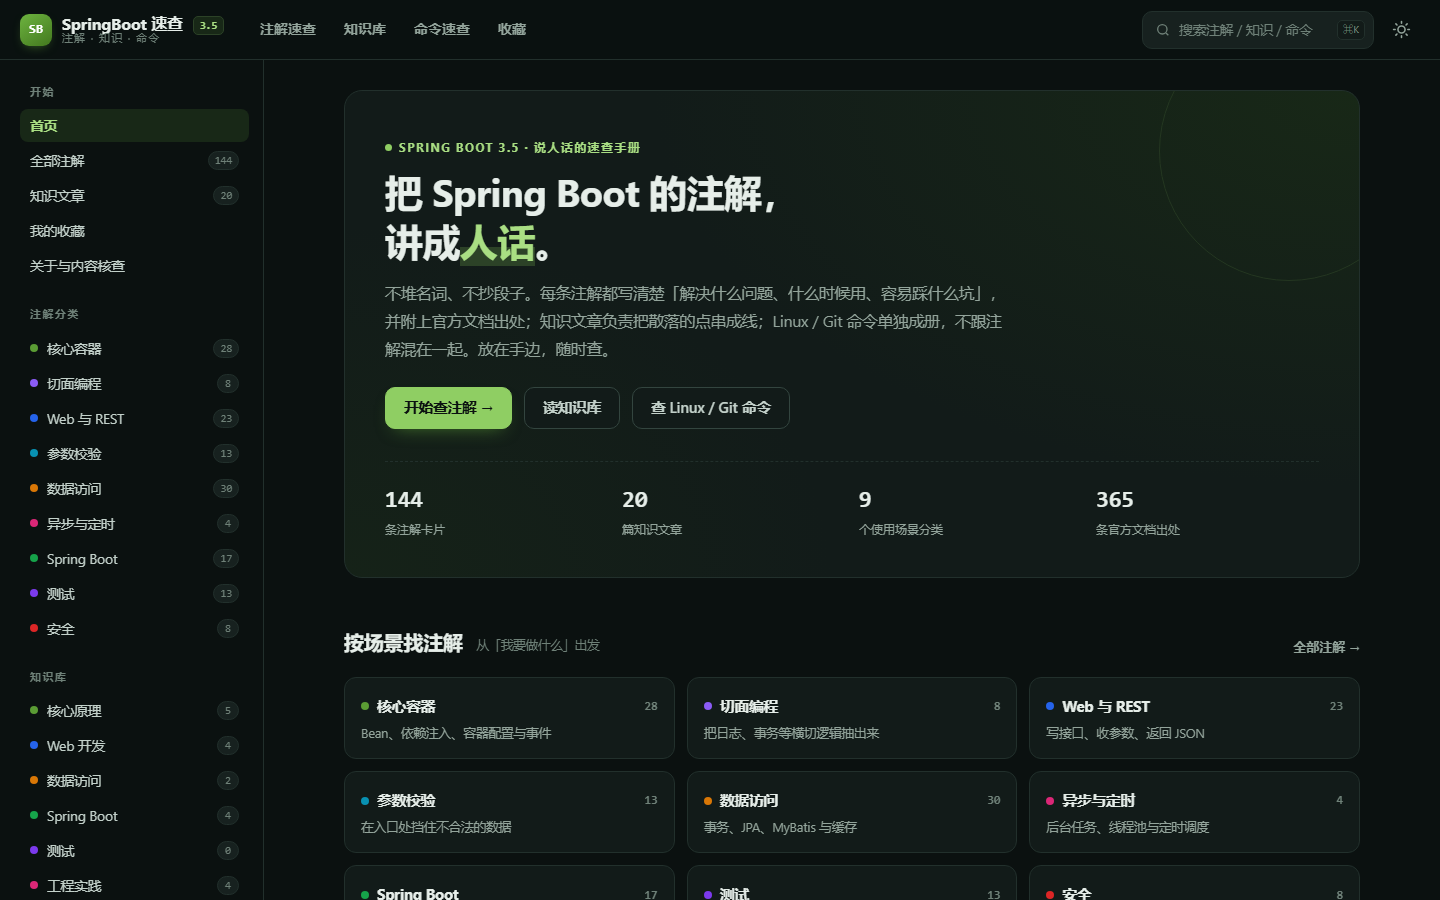 SB
SpringBoot 速查 3.5
注解 · 知识 · 命令
注解速查 知识库 命令速查 收藏
搜索注解 / 知识 / 命令 ⌘K
开始
首页
全部注解 144
知识文章 20
我的收藏
关于与内容核查
注解分类
核心容器 28
切面编程 8
Web 与 REST 23
参数校验 13
数据访问 30
异步与定时 4
Spring Boot 17
测试 13
安全 8
知识库
核心原理 5
Web 开发 4
数据访问 2
Spring Boot 4
测试 0
工程实践 4
SPRING BOOT 3.5 · 说人话的速查手册
把 Spring Boot 的注解，
讲成人话。
不堆名词、不抄段子。每条注解都写清楚「解决什么问题、什么时候用、容易踩什么坑」，
并附上官方文档出处；知识文章负责把散落的点串成线；Linux / Git 命令单独成册，不跟注
解混在一起。放在手边，随时查。
开始查注解 → 读知识库 查 Linux / Git 命令
144 20 9 365
条注解卡片 篇知识文章 个使用场景分类 条官方文档出处
按场景找注解 从「我要做什么」出发 全部注解 →
核心容器 28
Bean、依赖注入、容器配置与事件
切面编程 8
把日志、事务等横切逻辑抽出来
Web 与 REST 23
写接口、收参数、返回 JSON
参数校验 13
在入口处挡住不合法的数据
数据访问 30
事务、JPA、MyBatis 与缓存
异步与定时 4
后台任务、线程池与定时调度
Spring Boot 17
测试 13
安全 8